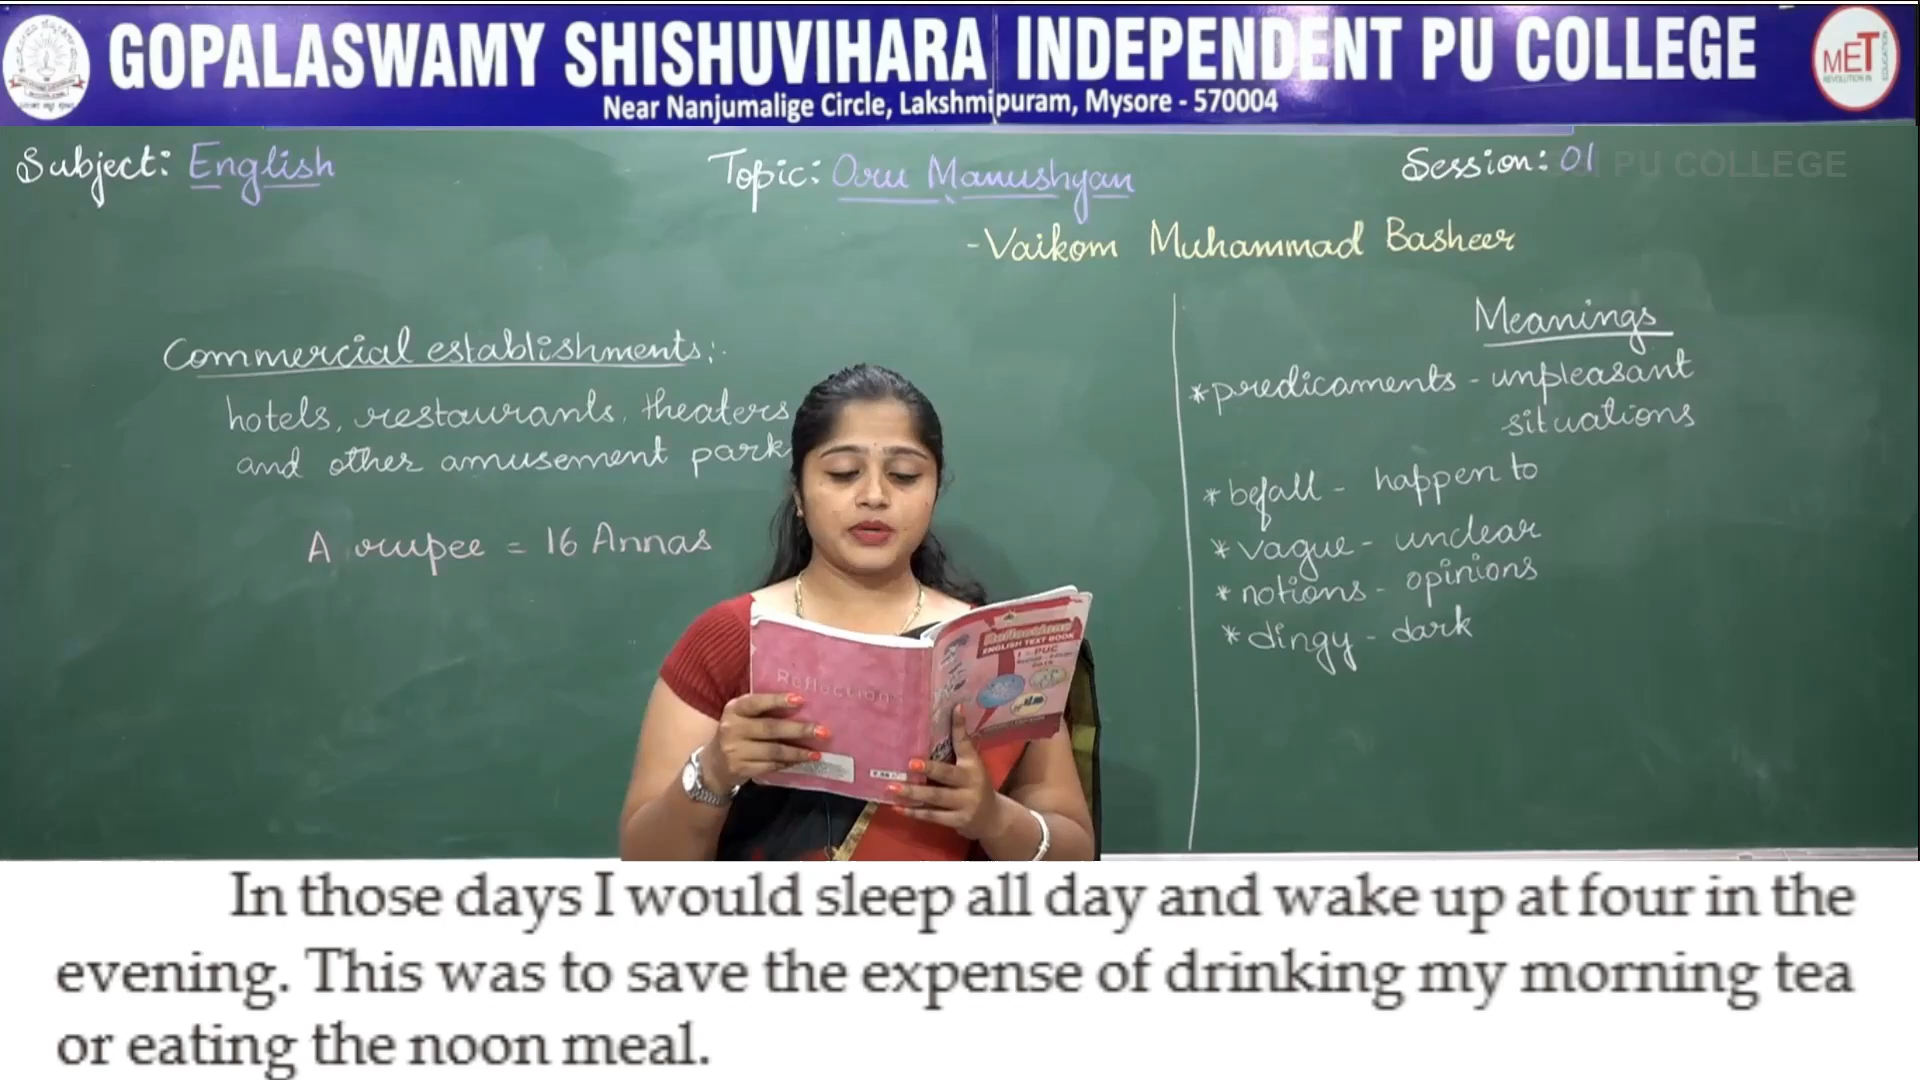 GOPALASWAMY SHISHUVIHARA INDEPENDENT PU COLLEGE
Near Nanjumalige Circle, Lakshmipuram, Mysore - 570004
MET
REVOLUTION IN
EDUCATION
Subject: English
Topic: Oru Manushyan
Session: 01
PU COLLEGE
-Vaikom Muhammad Basheer
Commercial establishments:
hotels, restaurants, theaters
and other amusement park
A rupee = 16 Annas
Meanings
*predicaments - unpleasant
situations
*befall - happen to
*vague - unclear
*notions - opinions
*dingy - dark
Reflections
Reflections
ENGLISH TEXT BOOK
I - PUC
In those days I would sleep all day and wake up at four in the
evening. This was to save the expense of drinking my morning tea
or eating the noon meal.